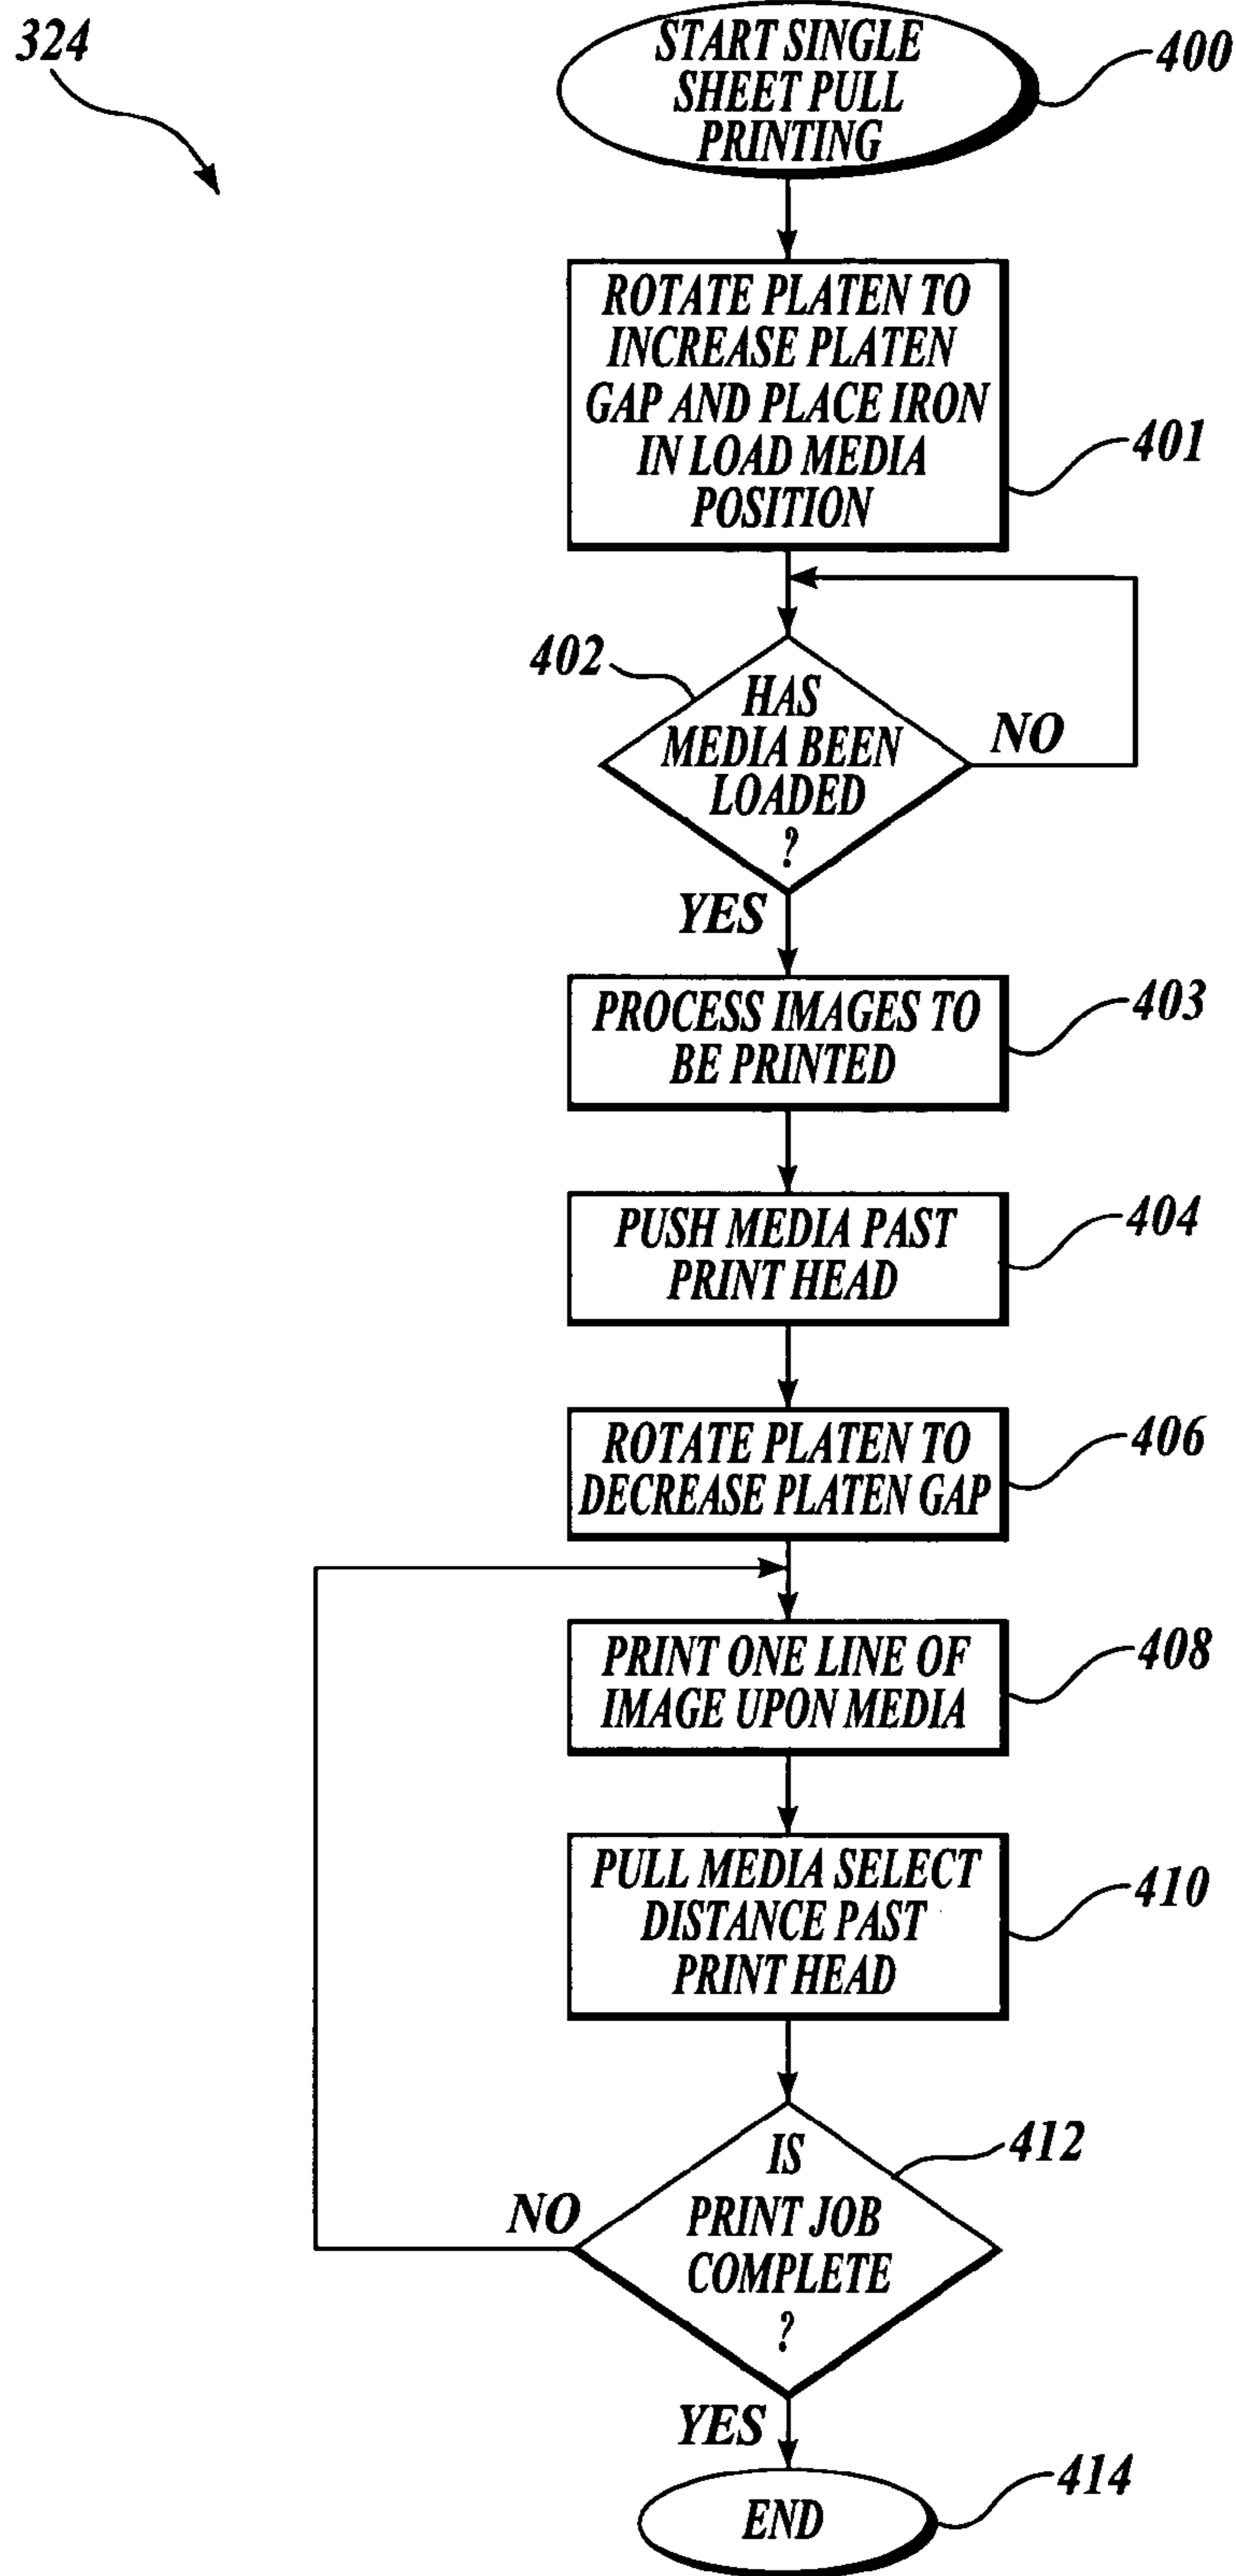 324
START SINGLE
SHEET PULL
PRINTING
400
ROTATE PLATEN TO
INCREASE PLATEN
GAP AND PLACE IRON
IN LOAD MEDIA
POSITION
401
402
HAS
MEDIA BEEN
LOADED
?
NO
YES
PROCESS IMAGES TO
BE PRINTED
403
PUSH MEDIA PAST
PRINT HEAD
404
ROTATE PLATEN TO
DECREASE PLATEN GAP
406
PRINT ONE LINE OF
IMAGE UPON MEDIA
408
PULL MEDIA SELECT
DISTANCE PAST
PRINT HEAD
410
IS
PRINT JOB
COMPLETE
?
412
NO
YES
END
414